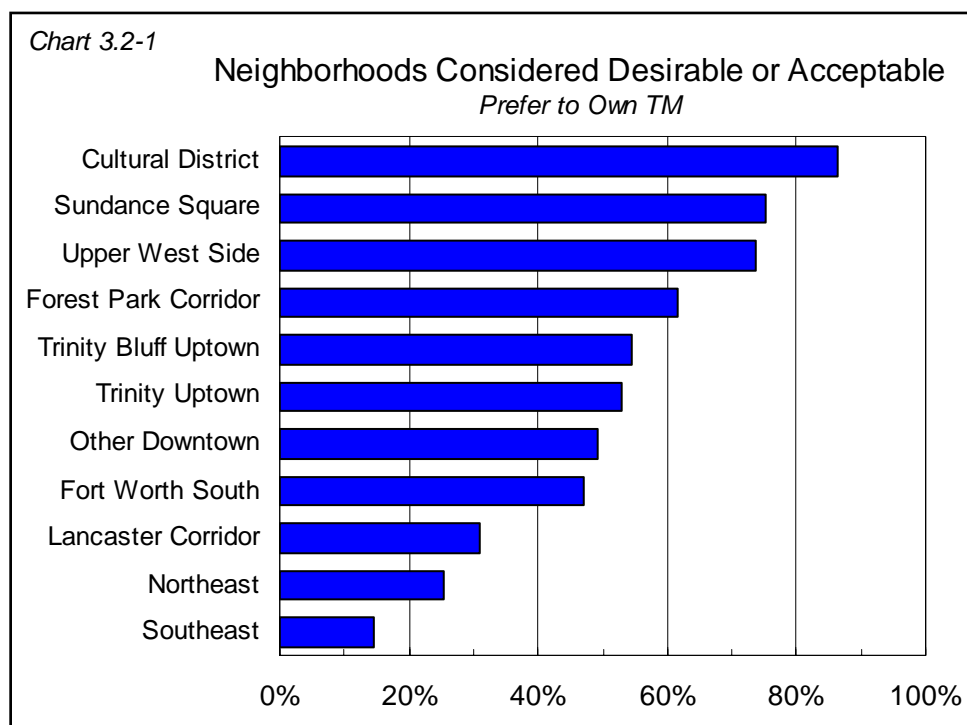 Chart 3.2-1
Neighborhoods Considered Desirable or Acceptable
Prefer to Own TM
Cultural District
Sundance Square
Upper West Side
Forest Park Corridor
Trinity Bluff Uptown
Trinity Uptown
Other Downtown
Fort Worth South
Lancaster Corridor
Northeast
Southeast
0% 20% 40% 60% 80% 100%